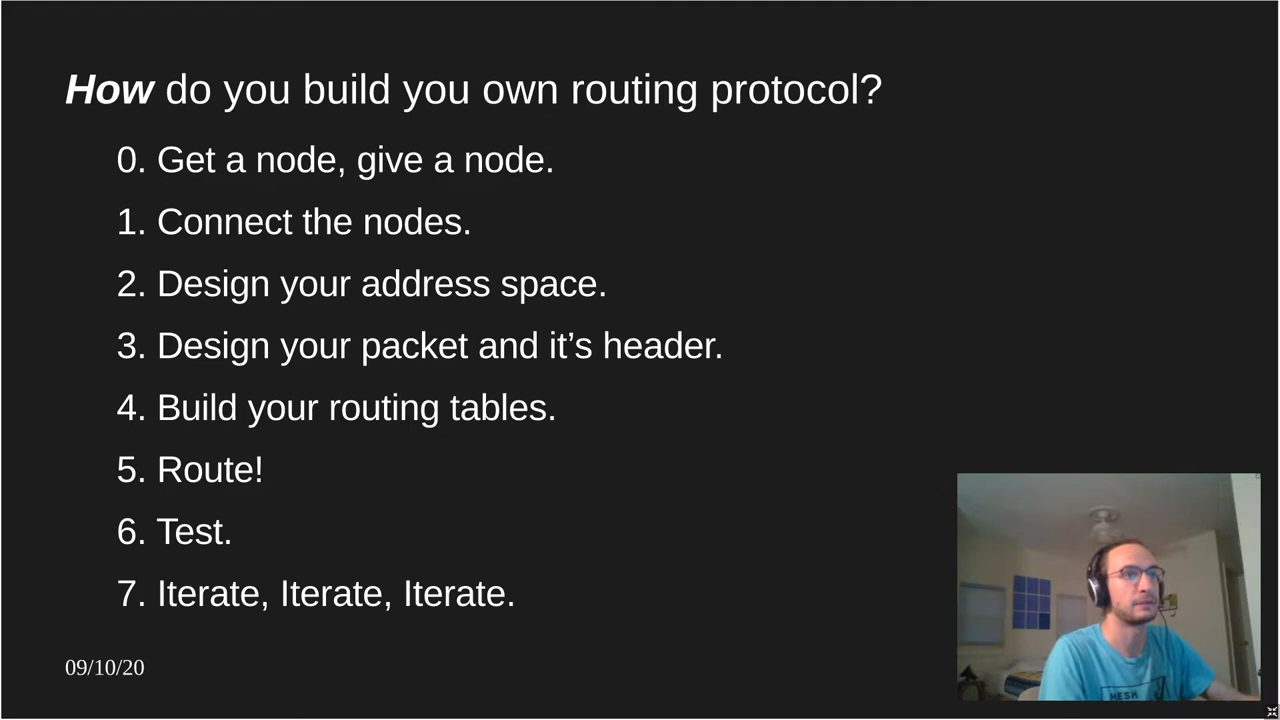 How do you build you own routing protocol?
0. Get a node, give a node.
1. Connect the nodes.
2. Design your address space.
3. Design your packet and it’s header.
4. Build your routing tables.
5. Route!
6. Test.
7. Iterate, Iterate, Iterate.
09/10/20
MESH